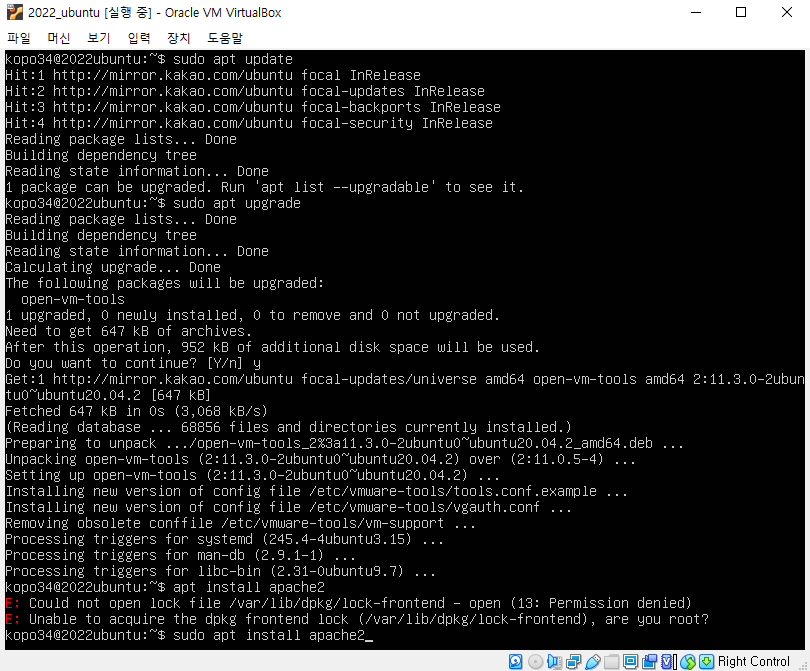 2022_ubuntu [실행 중] - Oracle VM VirtualBox
파일 머신 보기 입력 장치 도움말
kopo34@2022ubuntu:~$ sudo apt update
Hit:1 http://mirror.kakao.com/ubuntu focal InRelease
Hit:2 http://mirror.kakao.com/ubuntu focal-updates InRelease
Hit:3 http://mirror.kakao.com/ubuntu focal-backports InRelease
Hit:4 http://mirror.kakao.com/ubuntu focal-security InRelease
Reading package lists... Done
Building dependency tree
Reading state information... Done
1 package can be upgraded. Run 'apt list --upgradable' to see it.
kopo34@2022ubuntu:~$ sudo apt upgrade
Reading package lists... Done
Building dependency tree
Reading state information... Done
Calculating upgrade... Done
The following packages will be upgraded:
  open-vm-tools
1 upgraded, 0 newly installed, 0 to remove and 0 not upgraded.
Need to get 647 kB of archives.
After this operation, 952 kB of additional disk space will be used.
Do you want to continue? [Y/n] y
Get:1 http://mirror.kakao.com/ubuntu focal-updates/universe amd64 open-vm-tools amd64 2:11.3.0-2ubun
tu0~ubuntu20.04.2 [647 kB]
Fetched 647 kB in 0s (3,068 kB/s)
(Reading database ... 68856 files and directories currently installed.)
Preparing to unpack .../open-vm-tools_2%3a11.3.0-2ubuntu0~ubuntu20.04.2_amd64.deb ...
Unpacking open-vm-tools (2:11.3.0-2ubuntu0~ubuntu20.04.2) over (2:11.0.5-4) ...
Setting up open-vm-tools (2:11.3.0-2ubuntu0~ubuntu20.04.2) ...
Installing new version of config file /etc/vmware-tools/tools.conf.example ...
Installing new version of config file /etc/vmware-tools/vgauth.conf ...
Removing obsolete conffile /etc/vmware-tools/vm-support ...
Processing triggers for systemd (245.4-4ubuntu3.15) ...
Processing triggers for man-db (2.9.1-1) ...
Processing triggers for libc-bin (2.31-0ubuntu9.7) ...
kopo34@2022ubuntu:~$ apt install apache2
E: Could not open lock file /var/lib/dpkg/lock-frontend - open (13: Permission denied)
E: Unable to acquire the dpkg frontend lock (/var/lib/dpkg/lock-frontend), are you root?
kopo34@2022ubuntu:~$ sudo apt install apache2_
Right Control